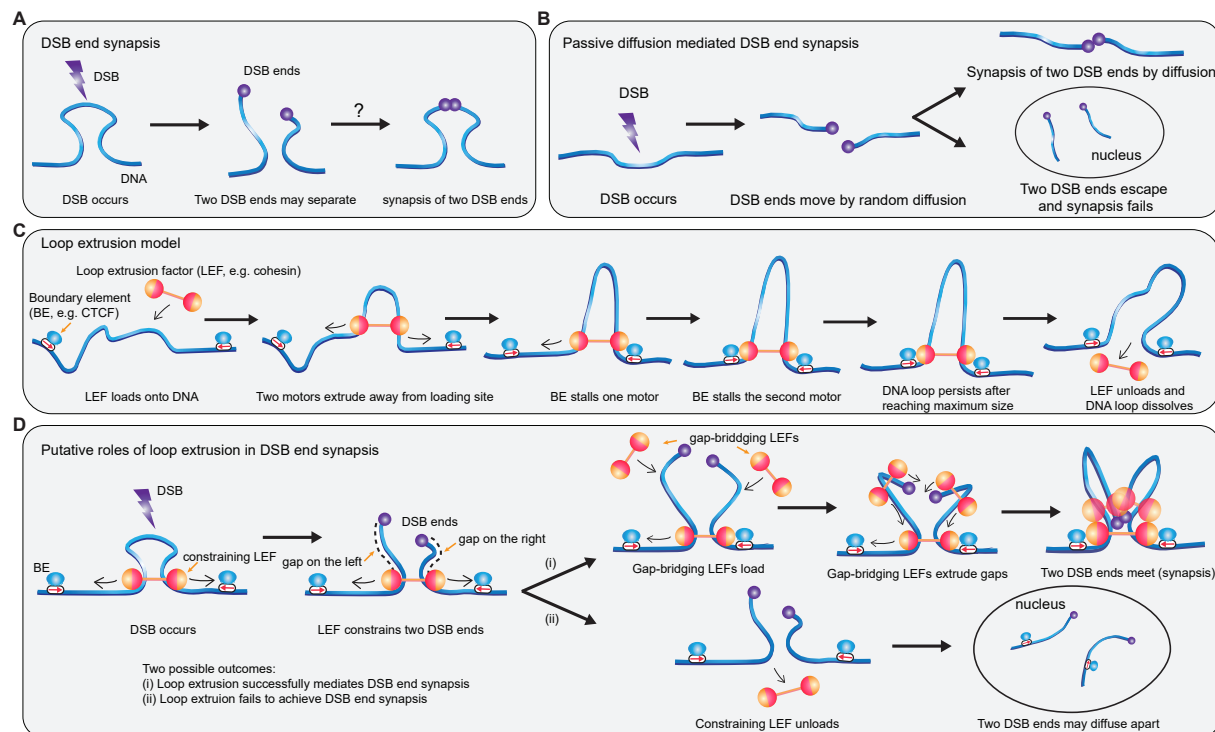 A
DSB end synapsis
DSB
DSB ends
?
DNA
DSB occurs
Two DSB ends may separate
synapsis of two DSB ends
B
Passive diffusion mediated DSB end synapsis
DSB
DSB occurs
DSB ends move by random diffusion
Synapsis of two DSB ends by diffusion
nucleus
Two DSB ends escape
and synapsis fails
C
Loop extrusion model
Loop extrusion factor (LEF, e.g. cohesin)
Boundary element
(BE, e.g. CTCF)
LEF loads onto DNA
Two motors extrude away from loading site
BE stalls one motor
BE stalls the second motor
DNA loop persists after
reaching maximum size
LEF unloads and
DNA loop dissolves
D
Putative roles of loop extrusion in DSB end synapsis
DSB
constraining LEF
BE
DSB occurs
DSB ends
gap on the right
gap on the left
LEF constrains two DSB ends
(i)
(ii)
gap-bridding LEFs
Gap-bridging LEFs load
Gap-bridging LEFs extrude gaps
Two DSB ends meet (synapsis)
Constraining LEF unloads
nucleus
Two DSB ends may diffuse apart
Two possible outcomes:
(i) Loop extrusion successfully mediates DSB end synapsis
(ii) Loop extruion fails to achieve DSB end synapsis